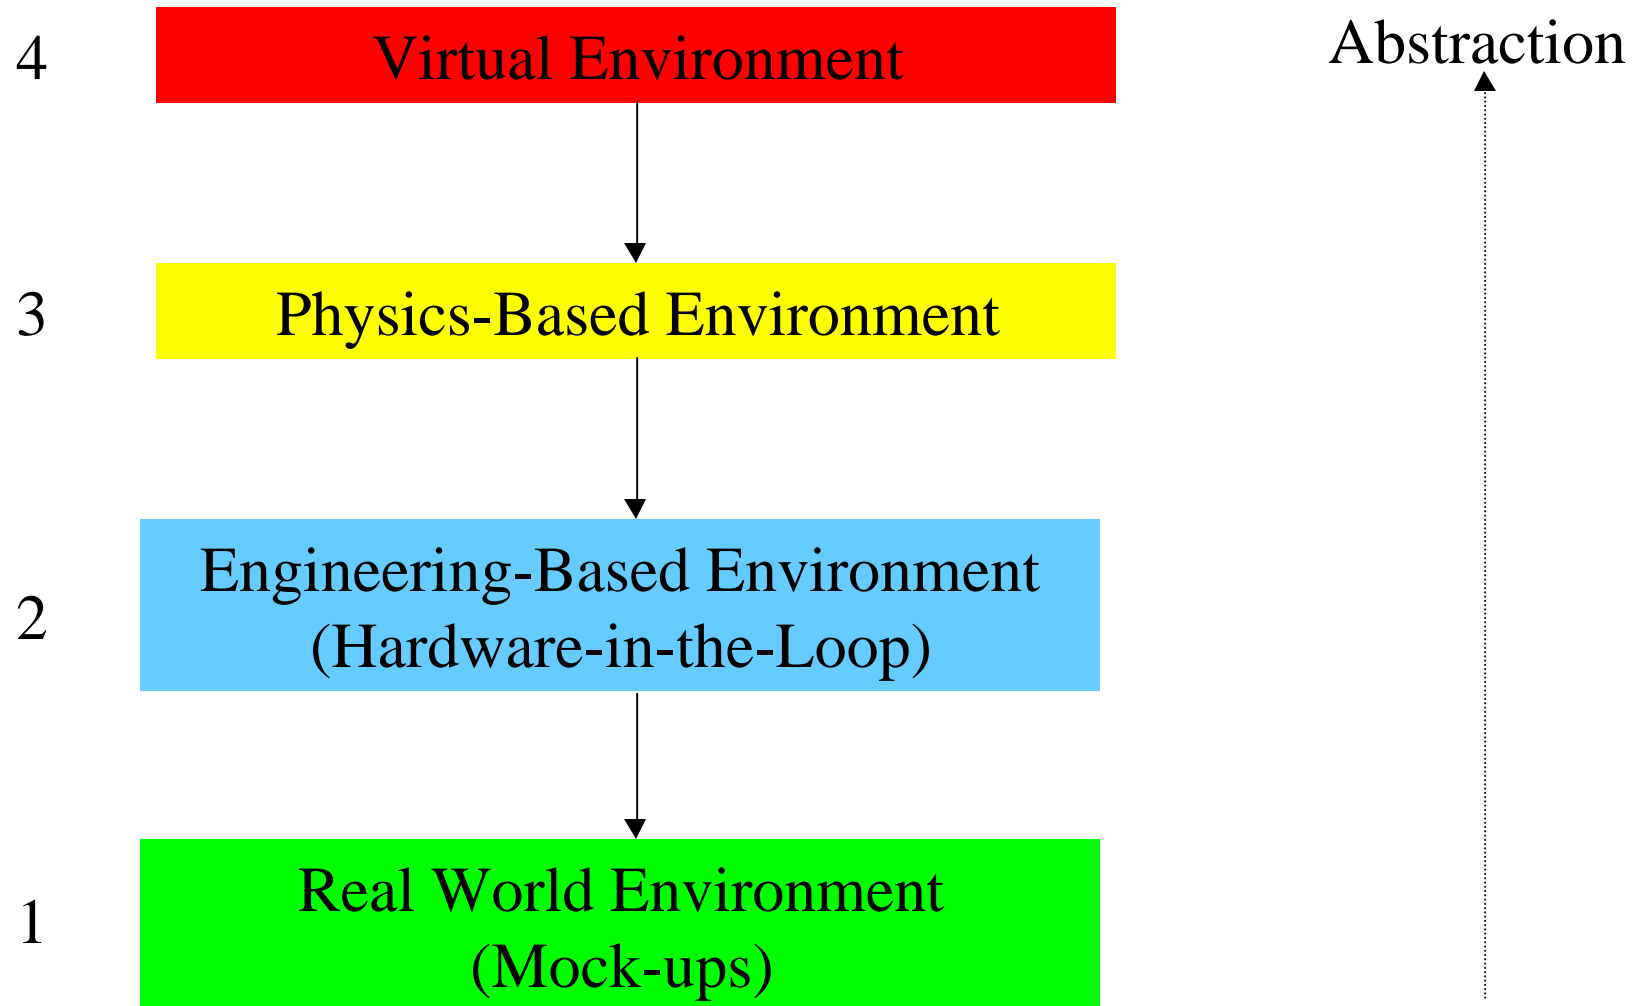 4
Virtual Environment
Abstraction
3
Physics-Based Environment
2
Engineering-Based Environment
(Hardware-in-the-Loop)
1
Real World Environment
(Mock-ups)